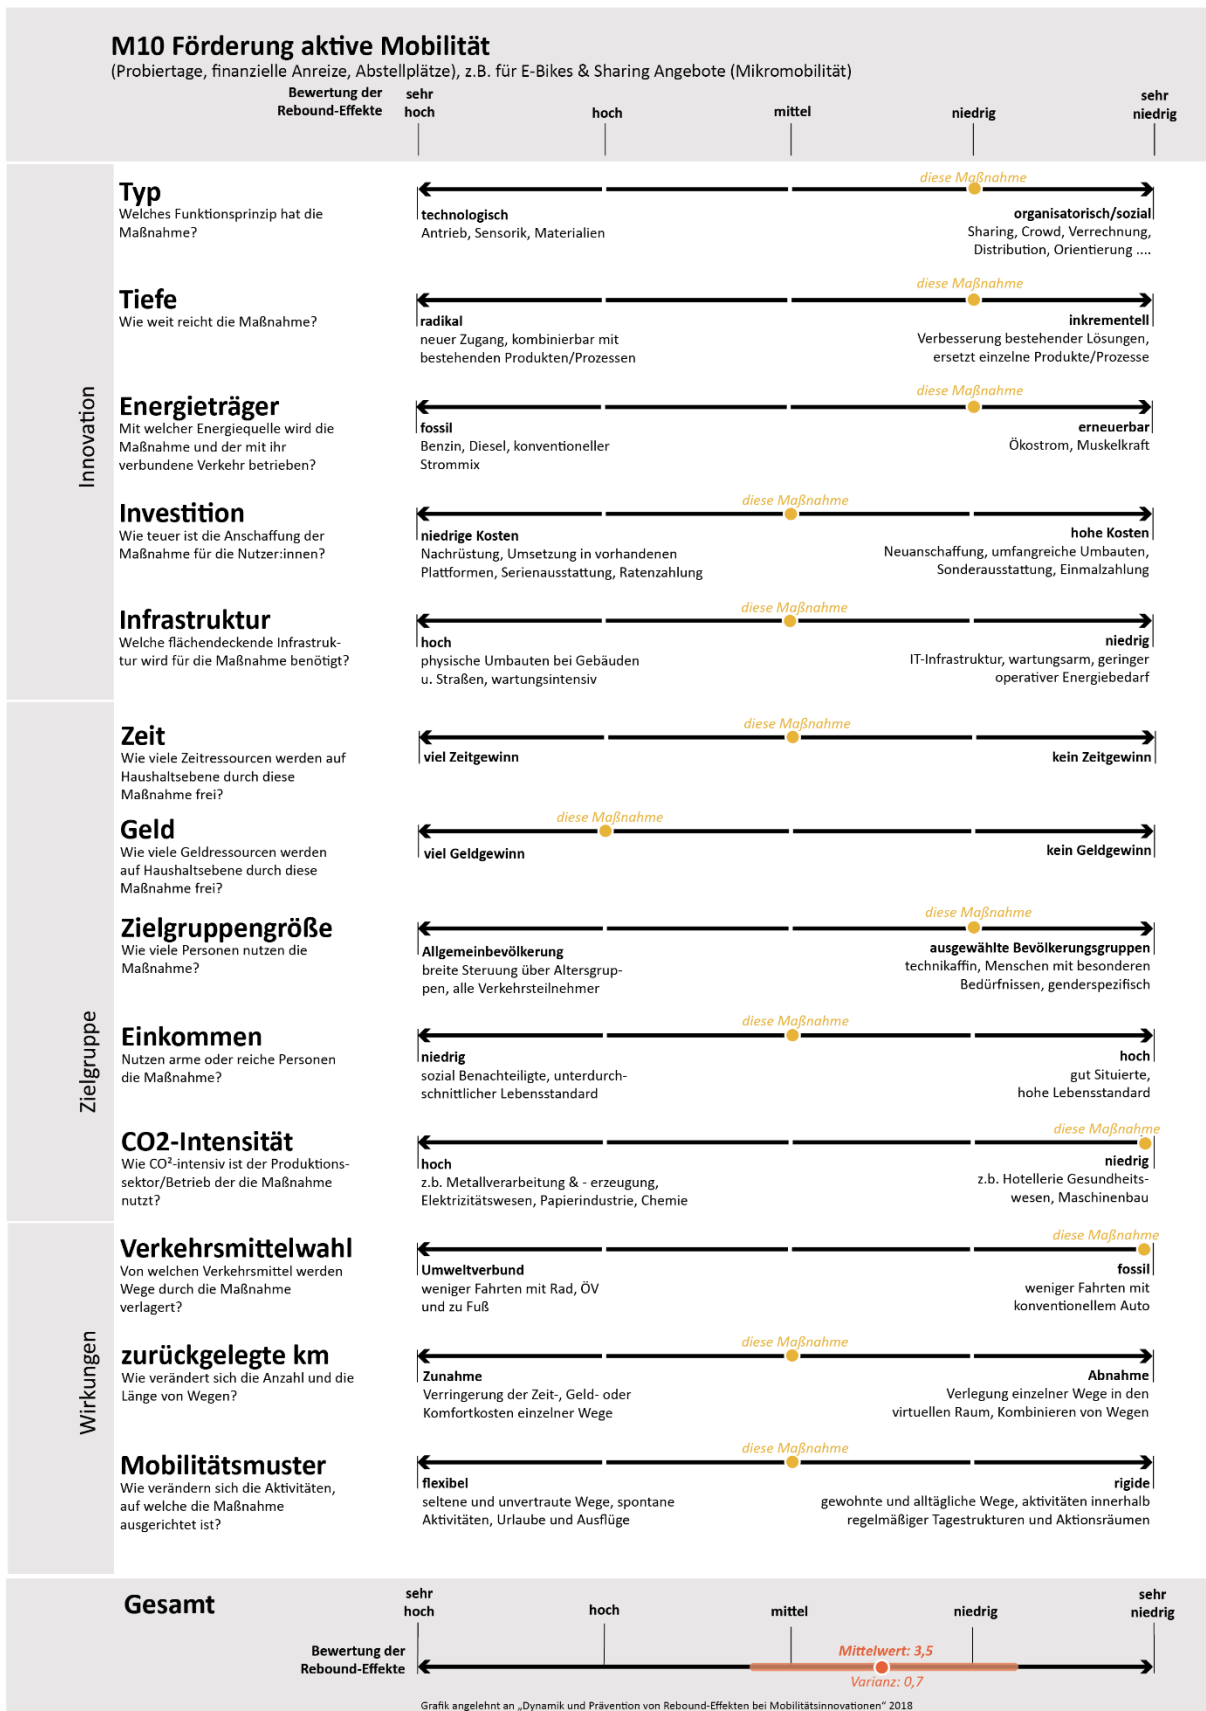 M10 Förderung aktive Mobilität
(Probiertage, finanzielle Anreize, Abstellplätze), z.B. für E-Bikes & Sharing Angebote (Mikromobilität)
Bewertung der
Rebound-Effekte
sehr
hoch
hoch
mittel
niedrig
sehr
niedrig
Innovation
Typ
Welches Funktionsprinzip hat die
Maßnahme?
diese Maßnahme
technologisch
Antrieb, Sensorik, Materialien
organisatorisch/sozial
Sharing, Crowd, Verrechnung,
Distribution, Orientierung ....
Tiefe
Wie weit reicht die Maßnahme?
diese Maßnahme
radikal
neuer Zugang, kombinierbar mit
bestehenden Produkten/Prozessen
inkrementell
Verbesserung bestehender Lösungen,
ersetzt einzelne Produkte/Prozesse
Energieträger
Mit welcher Energiequelle wird die
Maßnahme und der mit ihr
verbundene Verkehr betrieben?
diese Maßnahme
fossil
Benzin, Diesel, konventioneller
Strommix
erneuerbar
Ökostrom, Muskelkraft
Investition
Wie teuer ist die Anschaffung der
Maßnahme für die Nutzer:innen?
diese Maßnahme
niedrige Kosten
Nachrüstung, Umsetzung in vorhandenen
Plattformen, Serienausstattung, Ratenzahlung
hohe Kosten
Neuanschaffung, umfangreiche Umbauten,
Sonderausstattung, Einmalzahlung
Infrastruktur
Welche flächendeckende Infrastruk-
tur wird für die Maßnahme benötigt?
diese Maßnahme
hoch
physische Umbauten bei Gebäuden
u. Straßen, wartungsintensiv
niedrig
IT-Infrastruktur, wartungsarm, geringer
operativer Energiebedarf
Zielgruppe
Zeit
Wie viele Zeitressourcen werden auf
Haushaltsebene durch diese
Maßnahme frei?
diese Maßnahme
viel Zeitgewinn
kein Zeitgewinn
Geld
Wie viele Geldressourcen werden
auf Haushaltsebene durch diese
Maßnahme frei?
diese Maßnahme
viel Geldgewinn
kein Geldgewinn
Zielgruppengröße
Wie viele Personen nutzen die
Maßnahme?
diese Maßnahme
Allgemeinbevölkerung
breite Steruung über Altersgrup-
pen, alle Verkehrsteilnehmer
ausgewählte Bevölkerungsgruppen
technikaffin, Menschen mit besonderen
Bedürfnissen, genderspezifisch
Einkommen
Nutzen arme oder reiche Personen
die Maßnahme?
diese Maßnahme
niedrig
sozial Benachteiligte, unterdurch-
schnittlicher Lebensstandard
hoch
gut Situierte,
hohe Lebensstandard
CO2-Intensität
Wie CO²-intensiv ist der Produktions-
sektor/Betrieb der die Maßnahme
nutzt?
diese Maßnahme
hoch
z.b. Metallverarbeitung & - erzeugung,
Elektrizitätswesen, Papierindustrie, Chemie
niedrig
z.b. Hotellerie Gesundheits-
wesen, Maschinenbau
Wirkungen
Verkehrsmittelwahl
Von welchen Verkehrsmittel werden
Wege durch die Maßnahme
verlagert?
diese Maßnahme
Umweltverbund
weniger Fahrten mit Rad, ÖV
und zu Fuß
fossil
weniger Fahrten mit
konventionellem Auto
zurückgelegte km
Wie verändert sich die Anzahl und die
Länge von Wegen?
diese Maßnahme
Zunahme
Verringerung der Zeit-, Geld- oder
Komfortkosten einzelner Wege
Abnahme
Verlegung einzelner Wege in den
virtuellen Raum, Kombinieren von Wegen
Mobilitätsmuster
Wie verändern sich die Aktivitäten,
auf welche die Maßnahme
ausgerichtet ist?
diese Maßnahme
flexibel
seltene und unvertraute Wege, spontane
Aktivitäten, Urlaube und Ausflüge
rigide
gewohnte und alltägliche Wege, aktivitäten innerhalb
regelmäßiger Tagestrukturen und Aktionsräumen
Gesamt
sehr
hoch
hoch
mittel
niedrig
sehr
niedrig
Bewertung der
Rebound-Effekte
Mittelwert: 3,5
Varianz: 0,7
Grafik angelehnt an „Dynamik und Prävention von Rebound-Effekten bei Mobilitätsinnovationen" 2018